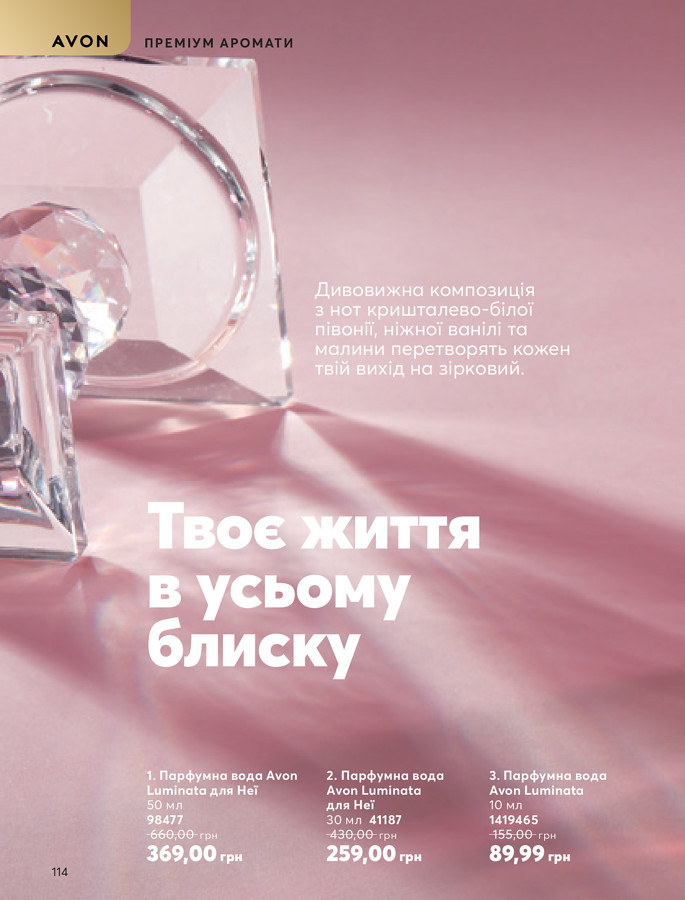 AVON
ПРЕМІУМ АРОМАТИ
Дивовижна композиція
з нот кришталево-білої
півонії, ніжної ванілі та
малини перетворять кожен
твій вихід на зірковий.
Твоє життя
в усьому
блиску
1. Парфумна вода Avon
Luminata для Неї
50 мл
98477
660,00 грн
369,00 грн
2. Парфумна вода
Avon Luminata
для Неї
30 мл 41187
430,00 грн
259,00 грн
3. Парфумна вода
Avon Luminata
10 мл
1419465
155,00 грн
89,99 грн
114